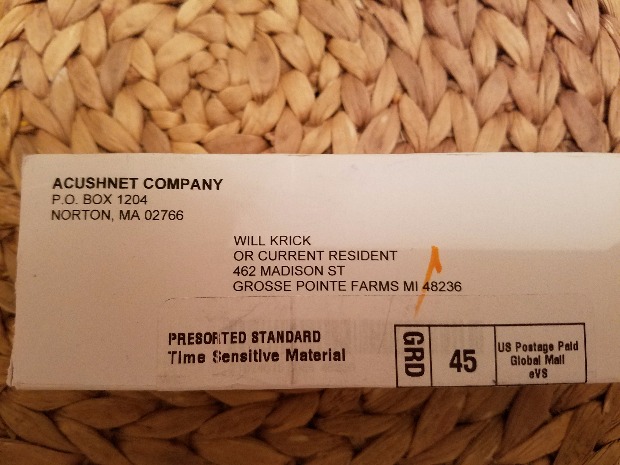 ACUSHNET COMPANY
P.O. BOX 1204
NORTON, MA 02766
WILL KRICK
OR CURRENT RESIDENT
462 MADISON ST
GROSSE POINTE FARMS MI 48236
PRESORTED STANDARD
Time Sensitive Material
GRD
45
US Postage Paid
Global Mail
eVS